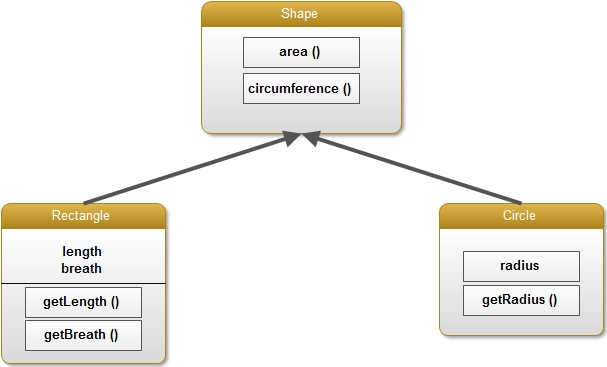 Shape
area ()
circumference ()
Rectangle
length
breath
getLength ()
getBreath ()
Circle
radius
getRadius ()